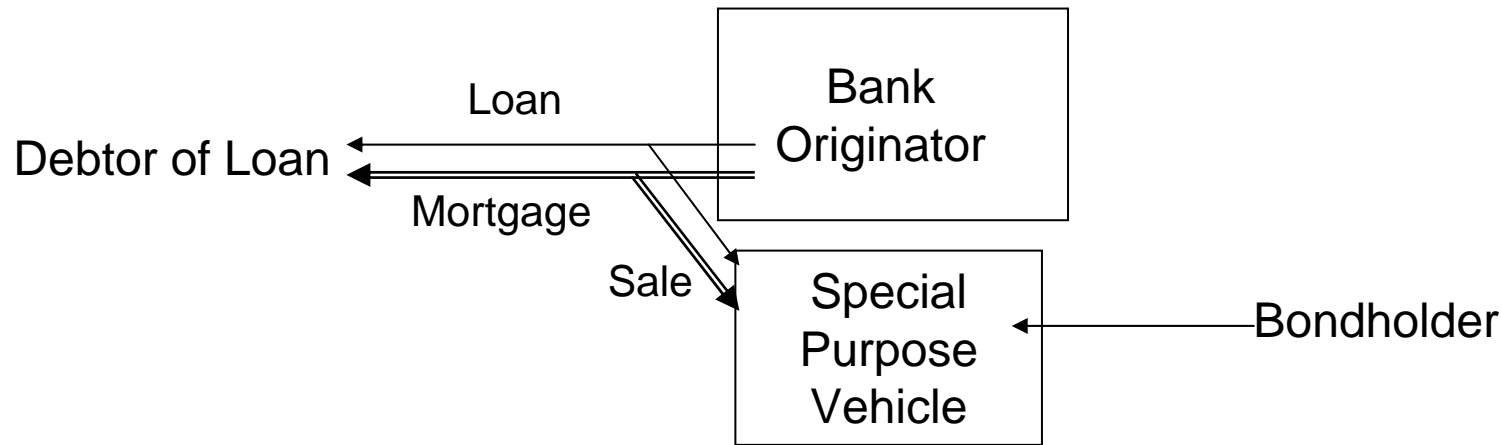 Loan
Bank
Originator
Debtor of Loan
Mortgage
Sale
Special
Purpose
Vehicle
Bondholder